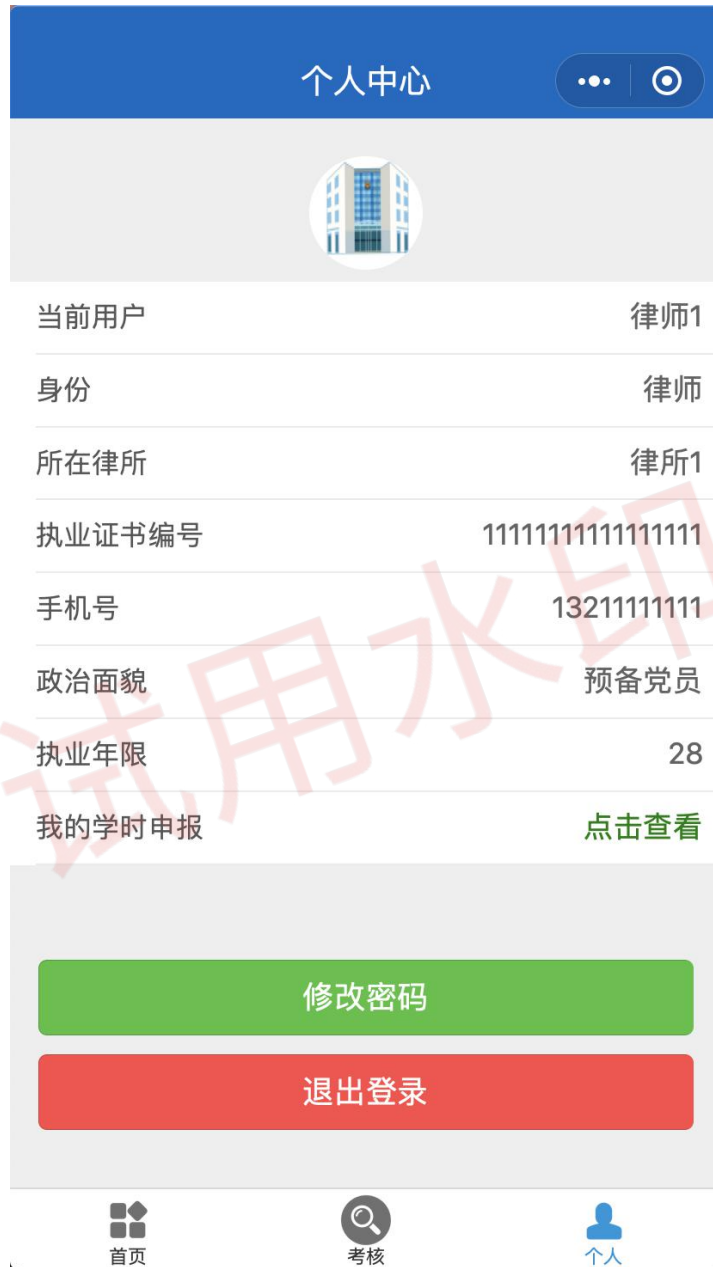 个人中心
当前用户 律师1
身份 律师
所在律所 律所1
执业证书编号 11111111111111111
手机号 13211111111
政治面貌 预备党员
执业年限 28
我的学时申报 点击查看
试用水印
修改密码
退出登录
首页 考核 个人